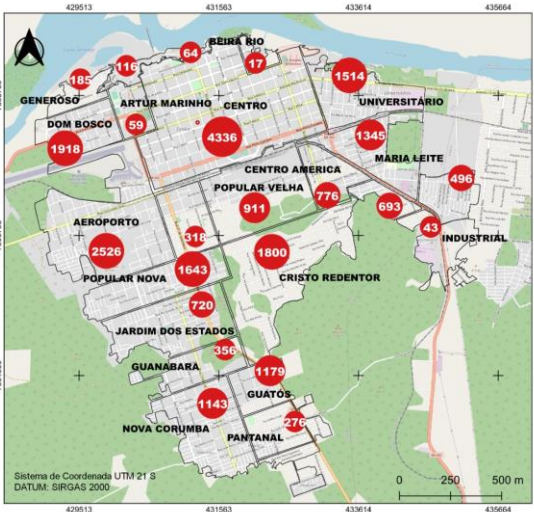 429513 431563 433614 435664
BEIRA RIO
64
116
17
185
1514
GENEROSO
ARTUR MARINHO
CENTRO
UNIVERSITÁRIO
DOM BOSCO
59
4336
1345
1918
MARIA LEITE
CENTRO AMERICA
496
POPULAR VELHA
776
693
911
AEROPORTO
43
318
INDUSTRIAL
2526
1800
1643
POPULAR NOVA
CRISTO REDENTOR
720
JARDIM DOS ESTADOS
356
GUANABARÁ
1179
GUATÓS
1143
276
NOVA CORUMBA
PANTANAL
Sistema de Coordenada UTM 21 S
DATUM: SIRGAS 2000
0 250 500 m
429513 431563 433614 435664